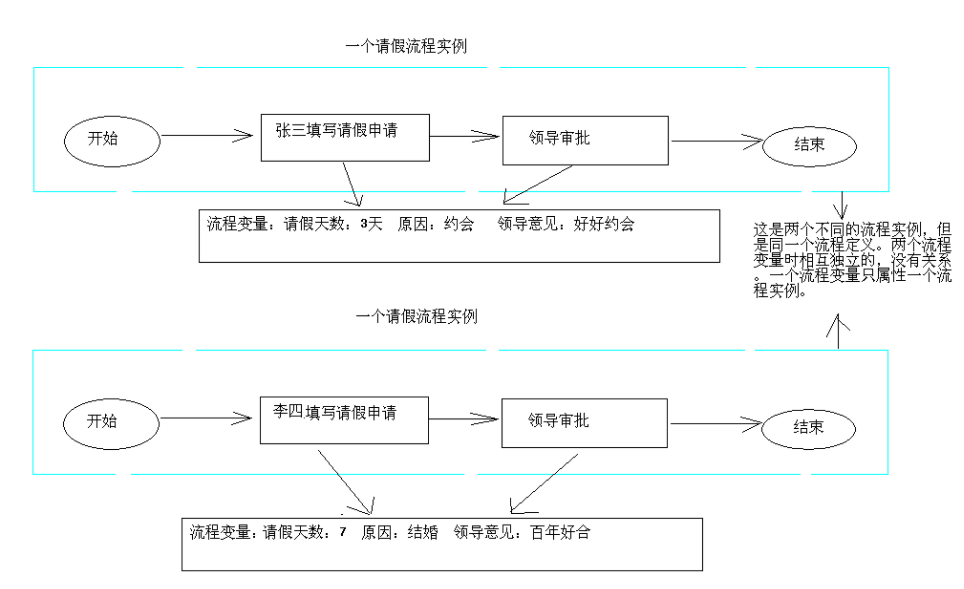 一个请假流程实例
开始
张三填写请假申请
领导审批
结束
流程变量：请假天数：3天 原因：约会 领导意见：好好约会
这是两个不同的流程实例，但
是同一个流程定义。两个流程
变量时相互独立的，没有关系
。一个流程变量只属性一个流
程实例。
一个请假流程实例
开始
李四填写请假申请
领导审批
结束
流程变量：请假天数：7 原因：结婚 领导意见：百年好合